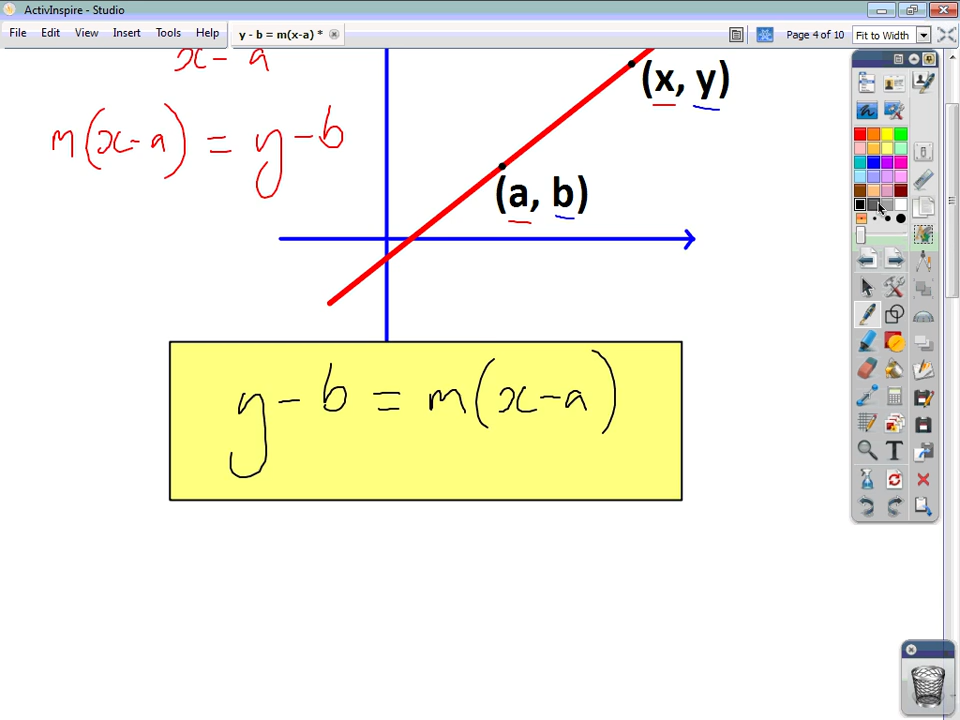 ActivInspire - Studio
File Edit View Insert Tools Help
y - b = m(x-a) *
Page 4 of 10
Fit to Width
x - a
(x, y)
m(x-a) = y-b
(a, b)
y - b = m(x-a)
T